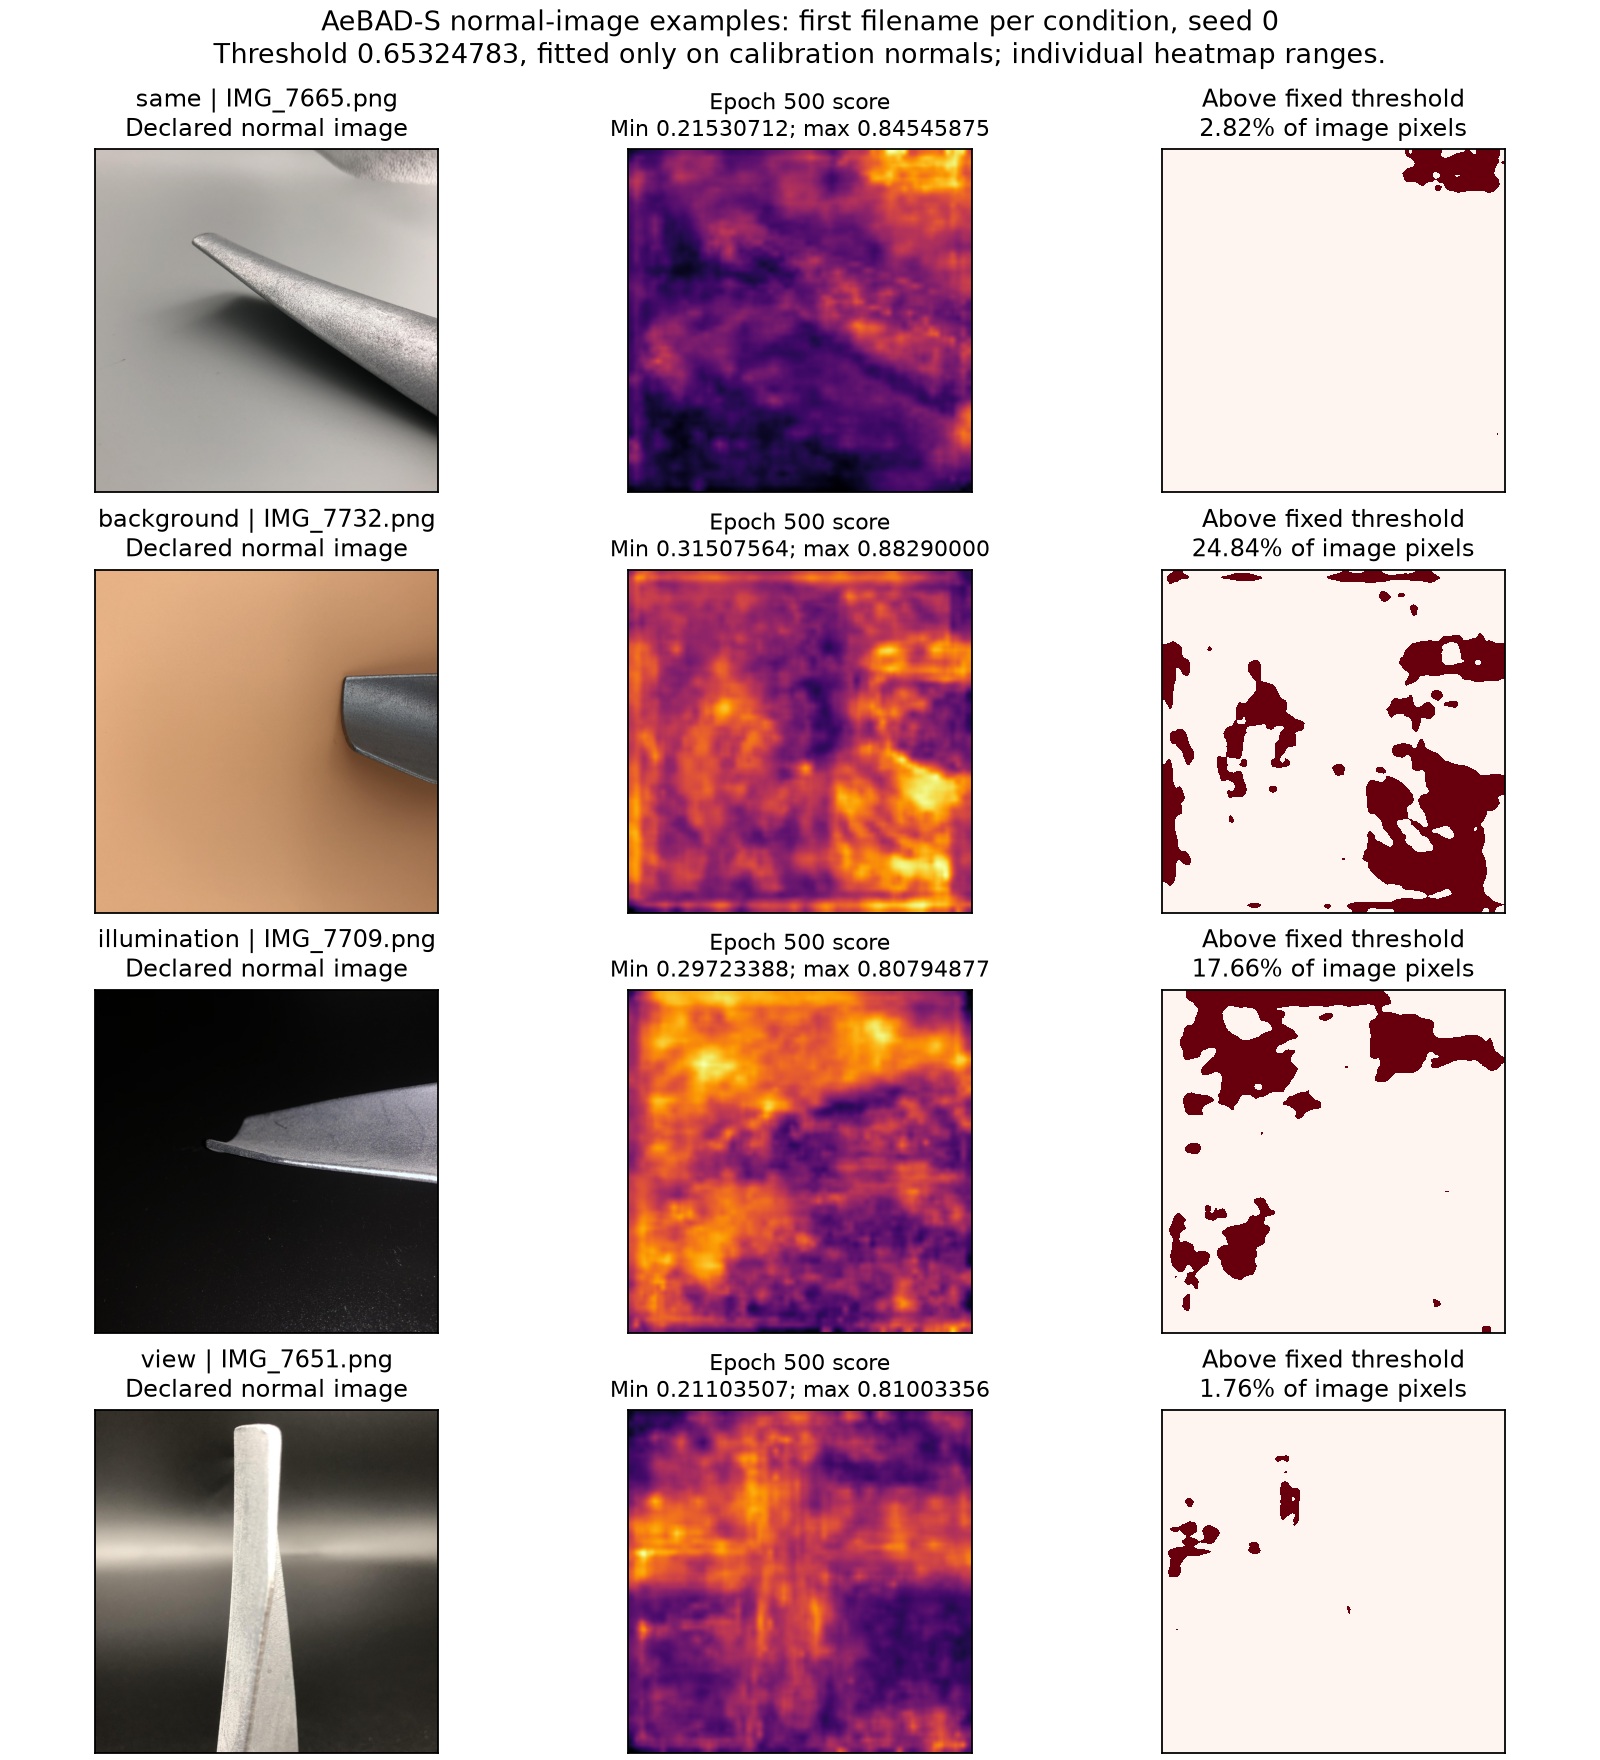 AeBAD-S normal-image examples: first filename per condition, seed 0
Threshold 0.65324783, fitted only on calibration normals; individual heatmap ranges.
same | IMG_7665.png
Declared normal image
Epoch 500 score
Min 0.21530712; max 0.84545875
Above fixed threshold
2.82% of image pixels
background | IMG_7732.png
Declared normal image
Epoch 500 score
Min 0.31507564; max 0.88290000
Above fixed threshold
24.84% of image pixels
illumination | IMG_7709.png
Declared normal image
Epoch 500 score
Min 0.29723388; max 0.80794877
Above fixed threshold
17.66% of image pixels
view | IMG_7651.png
Declared normal image
Epoch 500 score
Min 0.21103507; max 0.81003356
Above fixed threshold
1.76% of image pixels